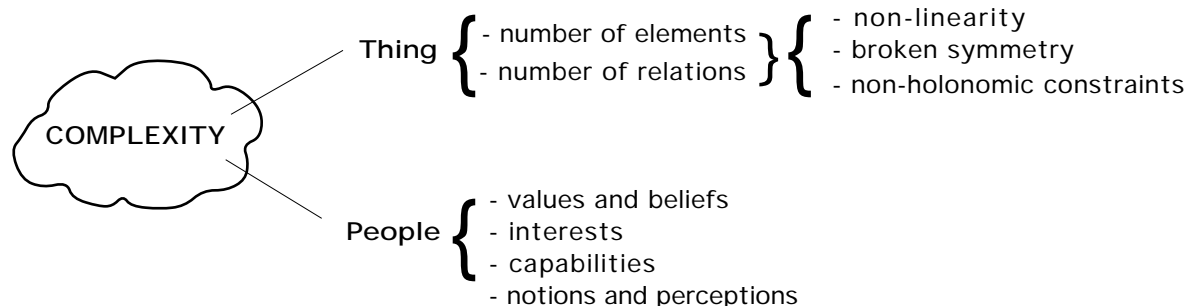 COMPLEXITY
Thing
- number of elements
- number of relations
- non-linearity
- broken symmetry
- non-holonomic constraints
People
- values and beliefs
- interests
- capabilities
- notions and perceptions